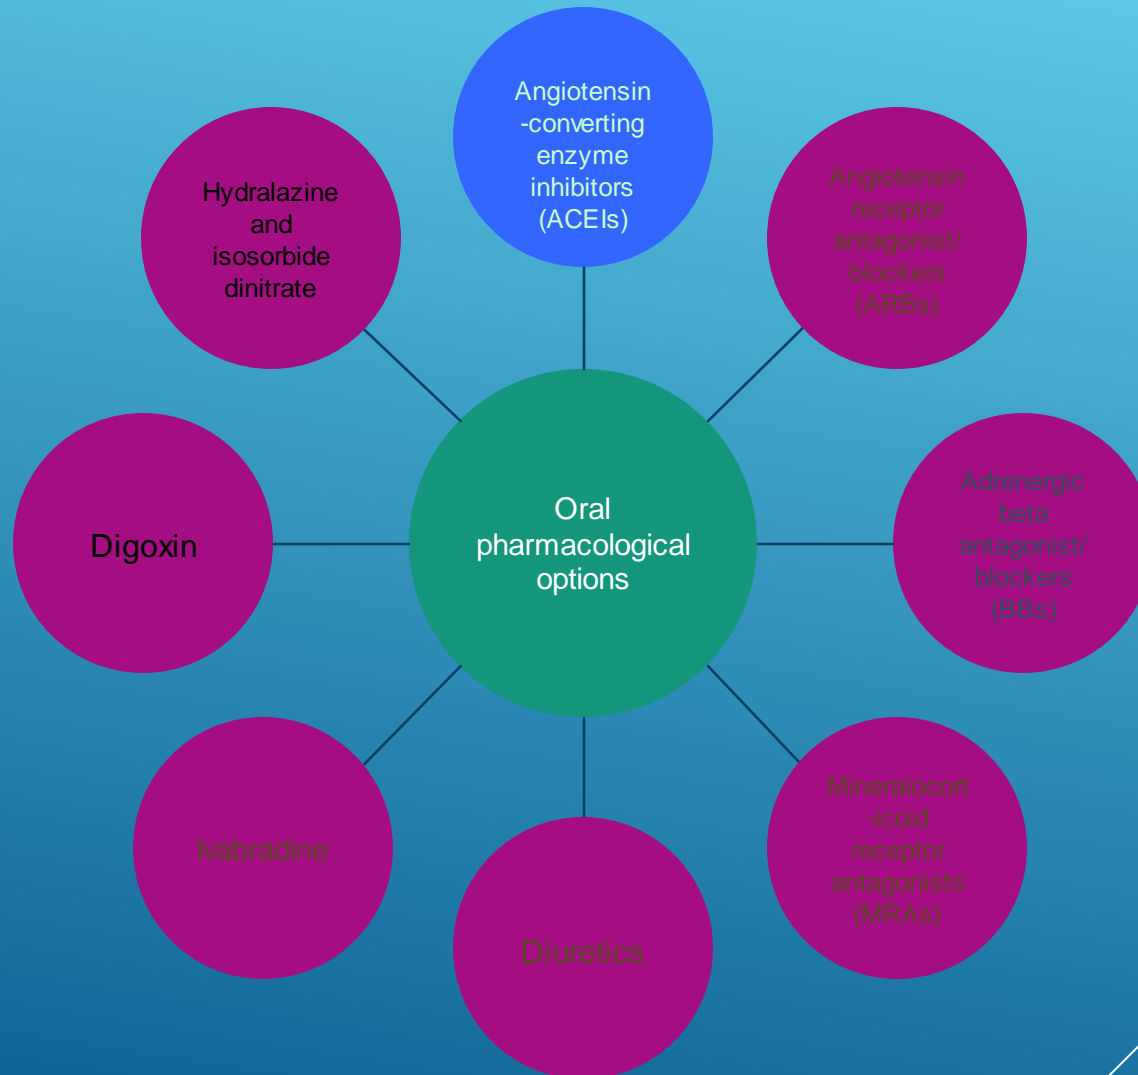 Angiotensin
-converting
enzyme
inhibitors
(ACEIs)
Angiotensin
receptor
antagonist/
blockers
(ARBs)
Adrenergic
beta
antagonist/
blockers
(BBs)
Mineralocort
-icoid
receptor
antagonists
(MRAs)
Diuretics
Ivabradine
Digoxin
Hydralazine
and
isosorbide
dinitrate
Oral
pharmacological
options